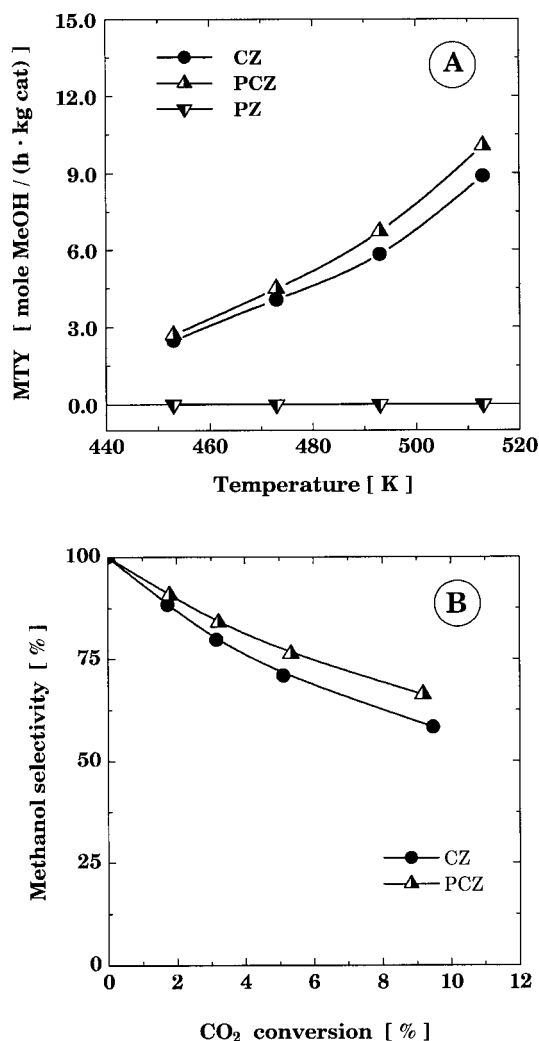 15.0
12.0
9.0
6.0
3.0
0.0
MTY [ mole MeOH / (h · kg cat) ]
CZ
PCZ
PZ
A
440 460 480 500 520
Temperature [ K ]
100
75
50
25
0
Methanol selectivity [ % ]
B
CZ
PCZ
0 2 4 6 8 10 12
CO₂ conversion [ % ]